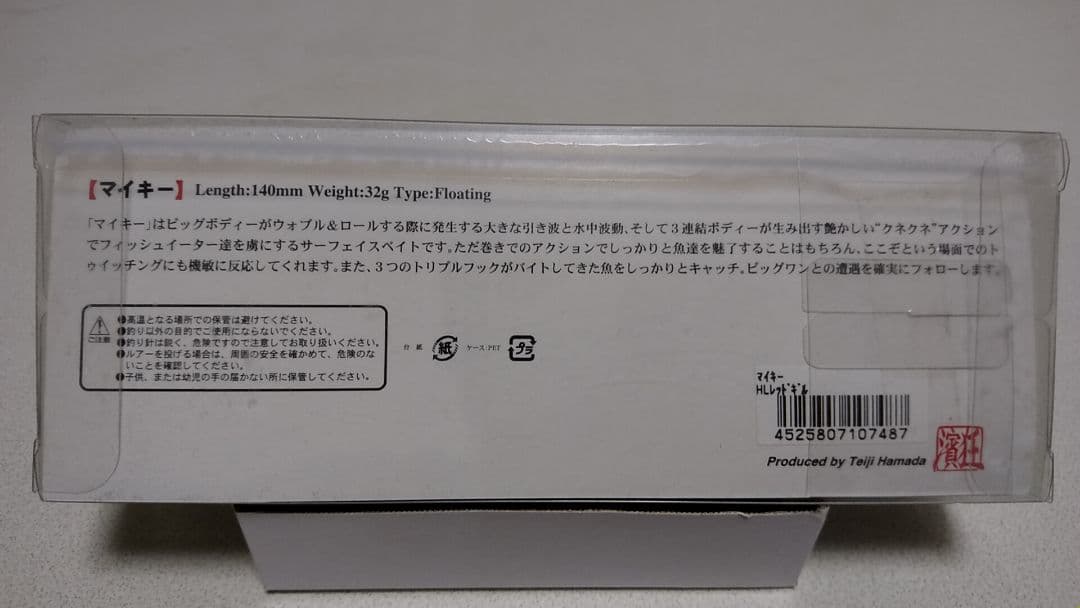 【マイキー】 Length:140mm Weight:32g Type:Floating
「マイキー」はビッグボディーがウォブル＆ロールする際に発生する大きな引き波と水中波動、そして3連結ボディーが生み出す艶かしい"クネクネ"アクション
でフィッシュイーター達を虜にするサーフェイスベイトです。ただ巻きでのアクションでしっかりと魚達を魅了することはもちろん、ここぞという場面でのト
ゥイッチングにも機敏に反応してくれます。また、3つのトリプルフックがバイトしてきた魚をしっかりとキャッチ。ビッグワンとの遭遇を確実にフォローします。
ご注意
❶高温となる場所での保管は避けてください。
❶釣り以外の目的でご使用にならないでください。
❶釣り針は鋭く、危険ですので注意してお取り扱いください。
❶ルアーを投げる場合は、周囲の安全を確かめて、危険のな
いことを確認してください。
❶子供、または幼児の手の届かない所に保管してください。
台 紙 紙 ケース:PET プラ
マイキー
HLレッドギル
4525807107487
Produced by Teiji Hamada